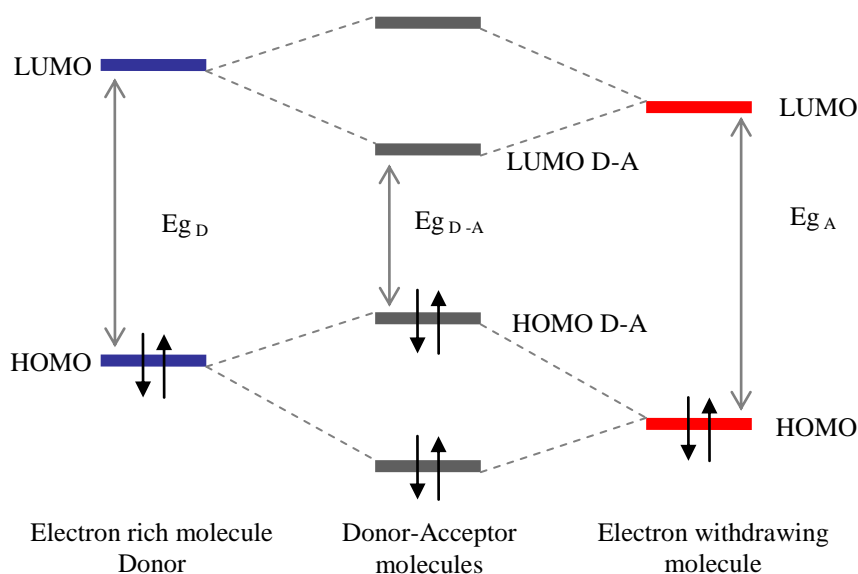 LUMO
LUMO
LUMO D-A
Eg D
Eg D -A
Eg A
HOMO D-A
HOMO
HOMO
Electron rich molecule
Donor
Donor-Acceptor
molecules
Electron withdrawing
molecule